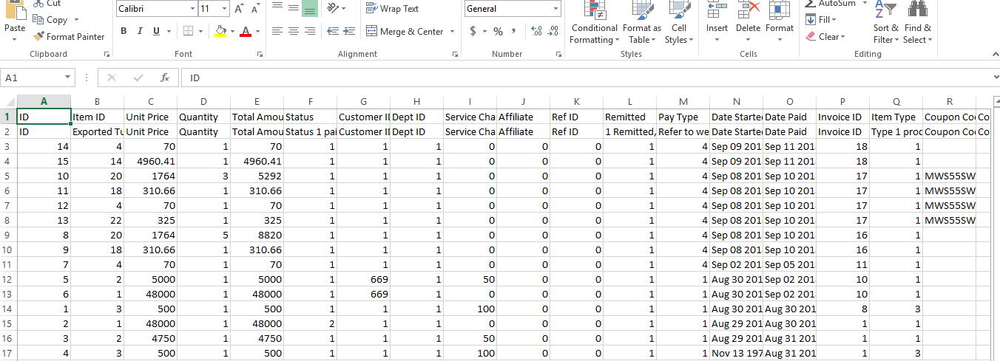 Cut
Calibri 11 A A Wrap Text General AutoSum
Copy
Paste Format Painter B I U A Merge & Center $ % , .00 .0 Conditional Formatting Format as Table Cell Styles Insert Delete Format Fill Clear Sort & Filter Find & Select
Clipboard Font Alignment Number Styles Cells Editing
A1 fx ID
A B C D E F G H I J K L M N O P Q R
1 ID Item ID Unit Price Quantity Total Amou Status Customer ID Dept ID Service Cha Affiliate Ref ID Remitted Pay Type Date Started Date Paid Invoice ID Item Type Coupon Co Co
2 ID Exported Tu Unit Price Quantity Total Amou Status 1 pai Customer ID Dept ID Service Cha Affiliate Ref ID 1 Remitted, Refer to we Date Started Date Paid Invoice ID Type 1 proc Coupon Co Co
3 14 4 70 1 70 1 1 1 0 0 0 1 4 Sep 09 201 Sep 11 201 18 1
4 15 14 4960.41 1 4960.41 1 1 1 0 0 0 1 4 Sep 09 201 Sep 11 201 18 1
5 10 20 1764 3 5292 1 1 1 0 0 0 1 4 Sep 08 201 Sep 10 201 17 1 MWS55SW
6 11 18 310.66 1 310.66 1 1 1 0 0 0 1 4 Sep 08 201 Sep 10 201 17 1 MWS55SW
7 12 4 70 1 70 1 1 1 0 0 0 1 4 Sep 08 201 Sep 10 201 17 1 MWS55SW
8 13 22 325 1 325 1 1 1 0 0 0 1 4 Sep 08 201 Sep 10 201 17 1 MWS55SW
9 8 20 1764 5 8820 1 1 1 0 0 0 1 4 Sep 08 201 Sep 10 201 16 1
10 9 18 310.66 1 310.66 1 1 1 0 0 0 1 4 Sep 08 201 Sep 10 201 16 1
11 7 4 70 1 70 1 1 1 0 0 0 1 4 Sep 02 201 Sep 05 201 11 1
12 5 2 5000 1 5000 1 669 1 50 0 0 1 1 Aug 30 201 Sep 02 201 10 1
13 6 1 48000 1 48000 1 669 1 0 0 0 1 1 Aug 30 201 Sep 02 201 10 1
14 1 3 500 1 500 1 1 1 100 0 0 1 1 Aug 30 201 Aug 30 201 8 3
15 2 1 48000 1 48000 2 1 1 0 0 0 1 1 Aug 29 201 Aug 30 201 1 1
16 3 2 4750 1 4750 1 1 1 50 0 0 1 1 Aug 29 201 Aug 31 201 1 1
17 4 3 500 1 500 1 1 1 100 0 0 1 1 Nov 13 197 Aug 31 201 1 3